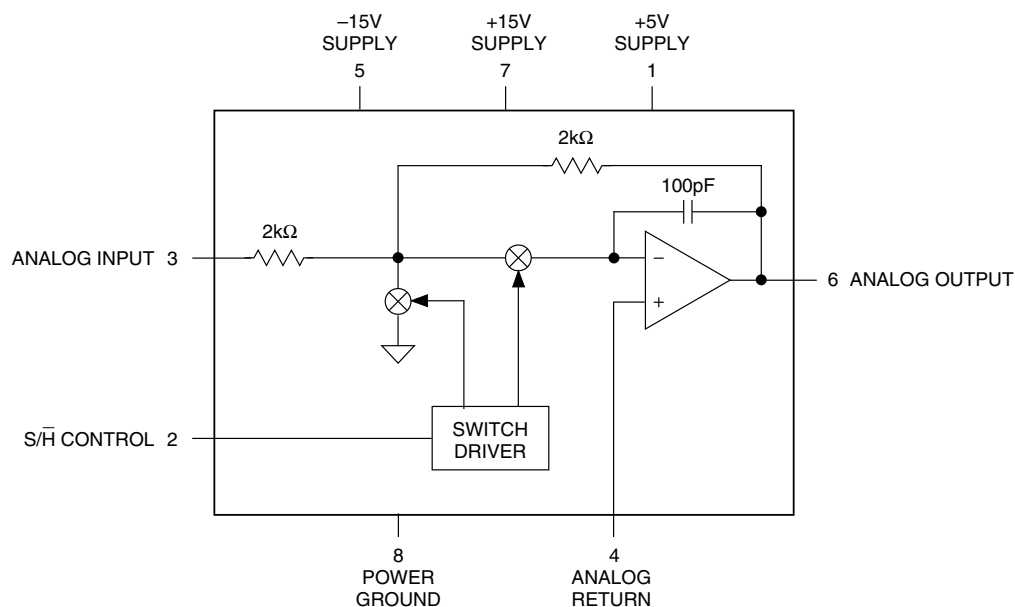 –15V
SUPPLY
5
+15V
SUPPLY
7
+5V
SUPPLY
1
2kΩ
100pF
2kΩ
ANALOG INPUT 3
–
+
6 ANALOG OUTPUT
S/H̅ CONTROL 2
SWITCH
DRIVER
8
POWER
GROUND
4
ANALOG
RETURN